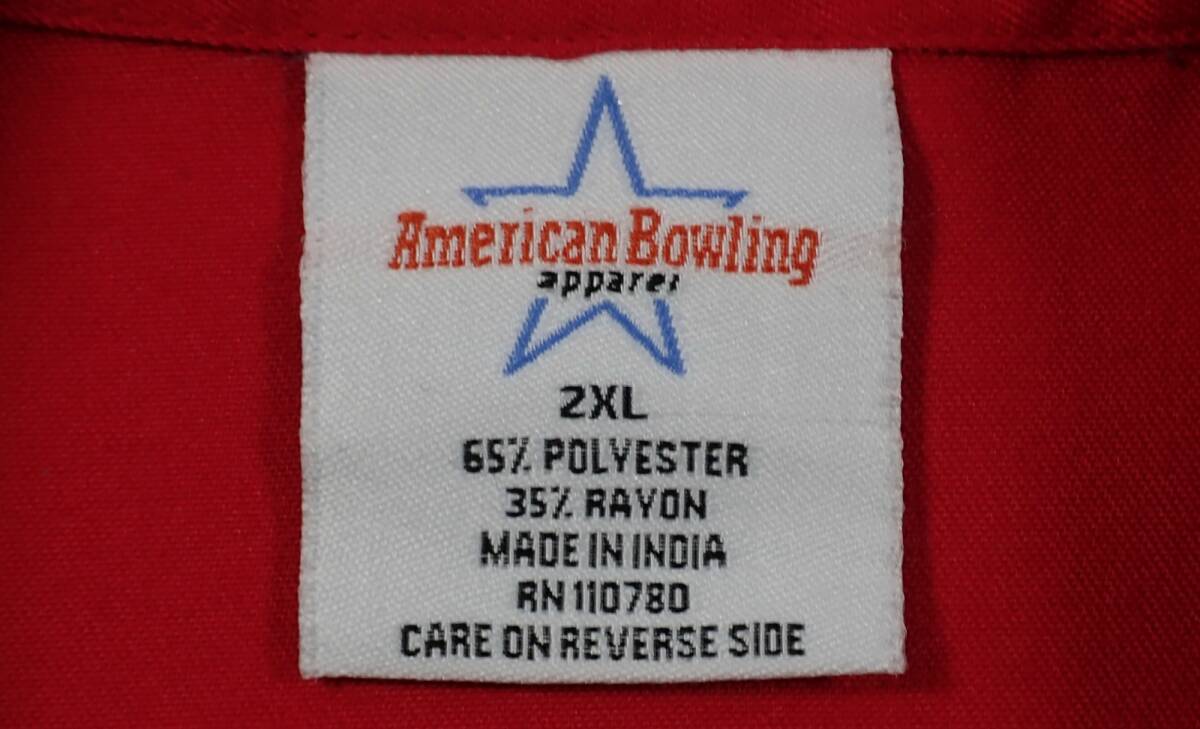 American Bowling
apparel
2XL
65% POLYESTER
35% RAYON
MADE IN INDIA
RN 110780
CARE ON REVERSE SIDE